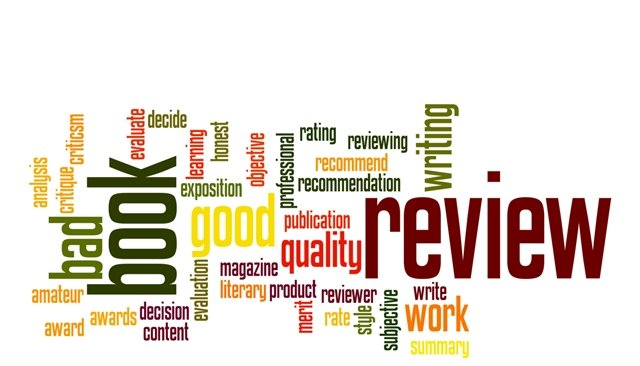 analysis
criticsm
critique
evaluate
decide
learning
honest
objective
professional
rating
reviewing
recommend
recommendation
writing
bad
book
exposition
good
publication
quality
review
evaluation
magazine
literary
product
reviewer
write
amateur
award
awards
decision
content
merit
rate
style
subjective
work
summary